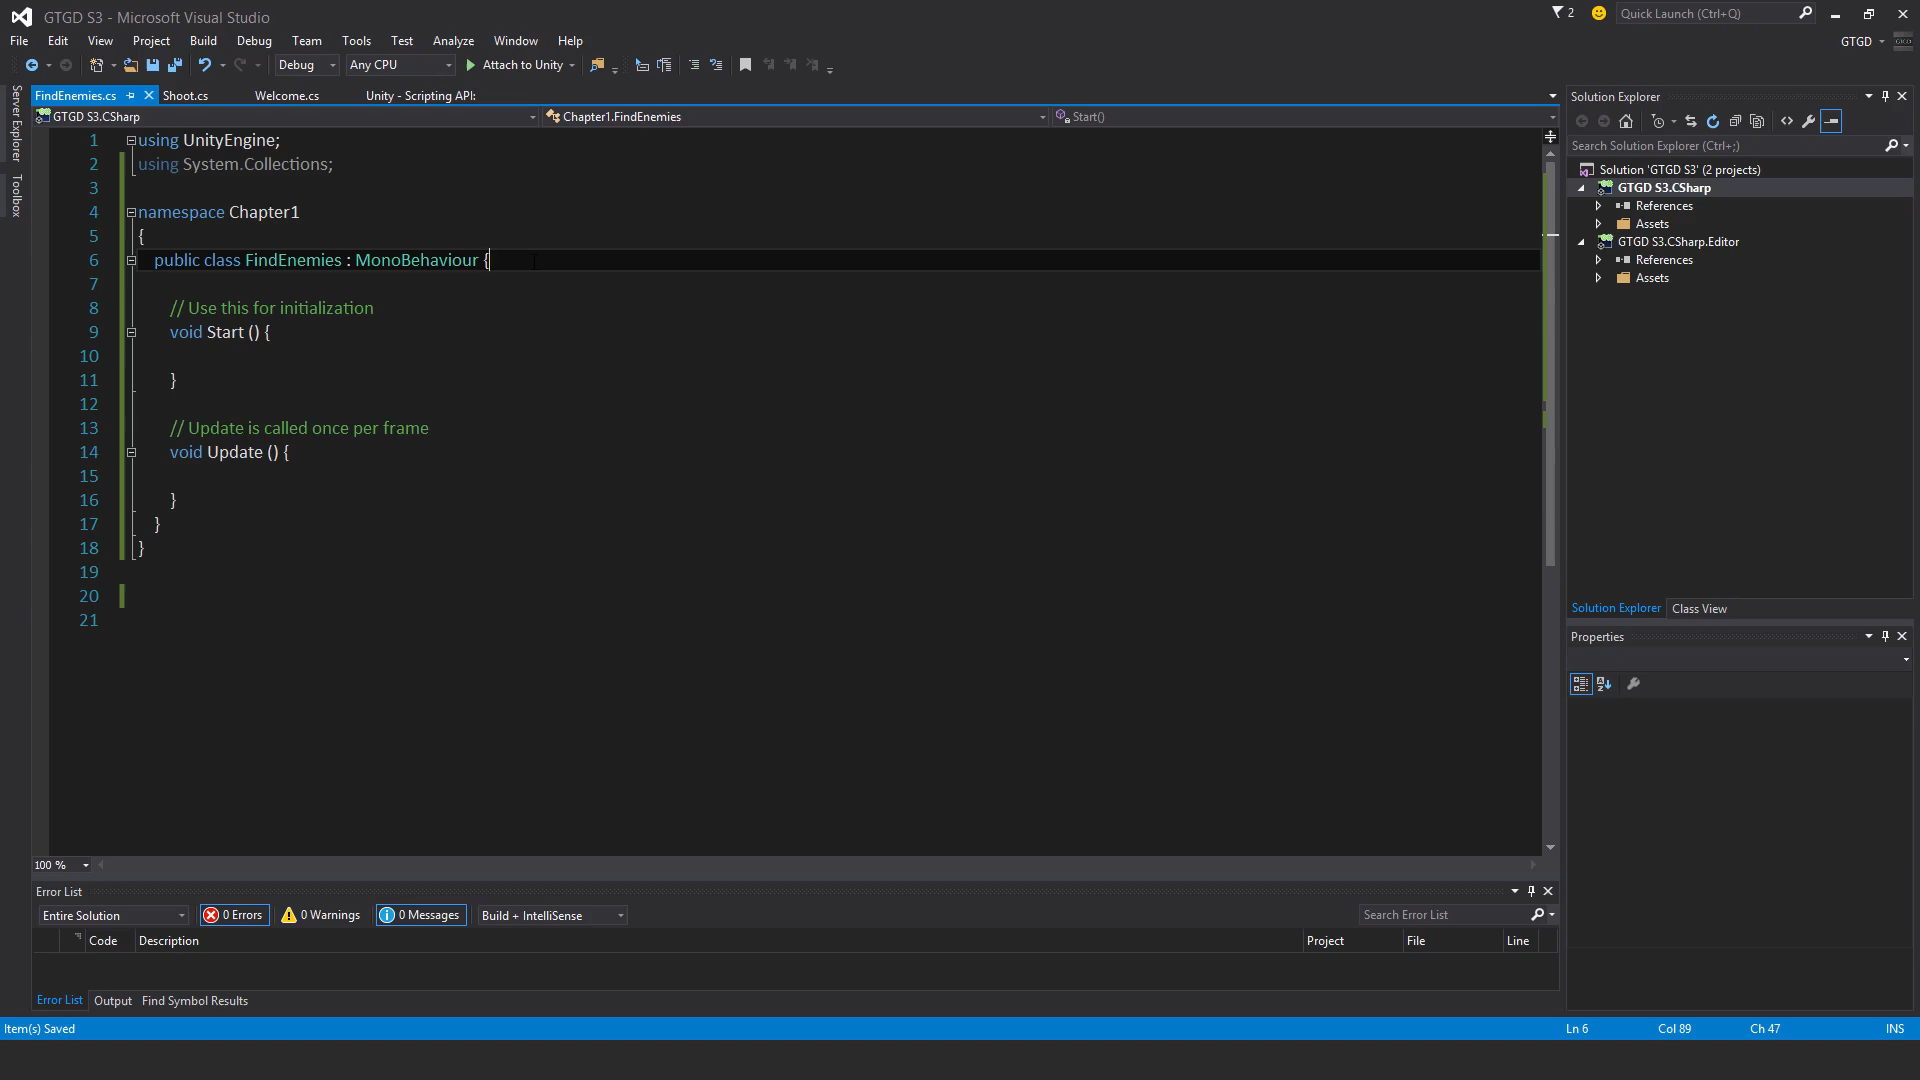 GTGD S3 - Microsoft Visual Studio
2
Quick Launch (Ctrl+Q)
File Edit View Project Build Debug Team Tools Test Analyze Window Help
GTGD
Debug Any CPU Attach to Unity
Server Explorer
Toolbox
FindEnemies.cs Shoot.cs Welcome.cs Unity - Scripting API:
GTGD S3.CSharp Chapter1.FindEnemies Start()
1 using UnityEngine;
2 using System.Collections;
3
4 namespace Chapter1
5 {
6 public class FindEnemies : MonoBehaviour {
7
8 // Use this for initialization
9 void Start () {
10
11 }
12
13 // Update is called once per frame
14 void Update () {
15
16 }
17 }
18 }
19
20
21
100 %
Solution Explorer
Search Solution Explorer (Ctrl+;)
Solution 'GTGD S3' (2 projects)
GTGD S3.CSharp
References
Assets
GTGD S3.CSharp.Editor
References
Assets
Solution Explorer Class View
Properties
Error List
Entire Solution 0 Errors 0 Warnings 0 Messages Build + IntelliSense Search Error List
Code Description Project File Line
Error List Output Find Symbol Results
Item(s) Saved Ln 6 Col 89 Ch 47 INS